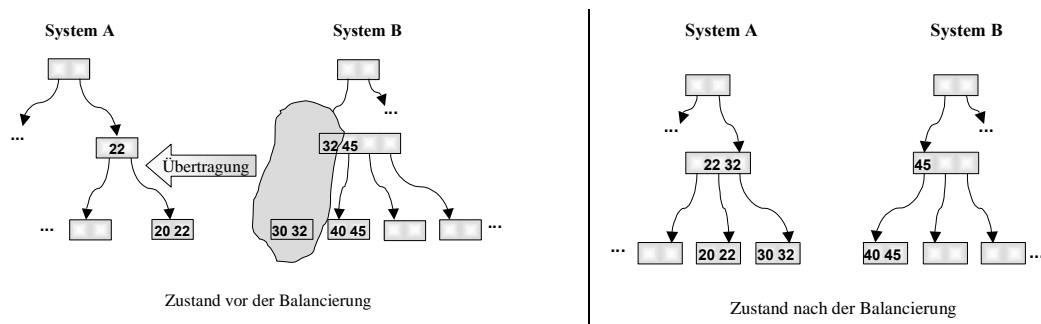 System A
System B
...
...
22
32 45
Übertragung
...
20 22
30 32
40 45
...
Zustand vor der Balancierung
System A
System B
...
...
22 32
45
...
20 22
30 32
40 45
...
Zustand nach der Balancierung